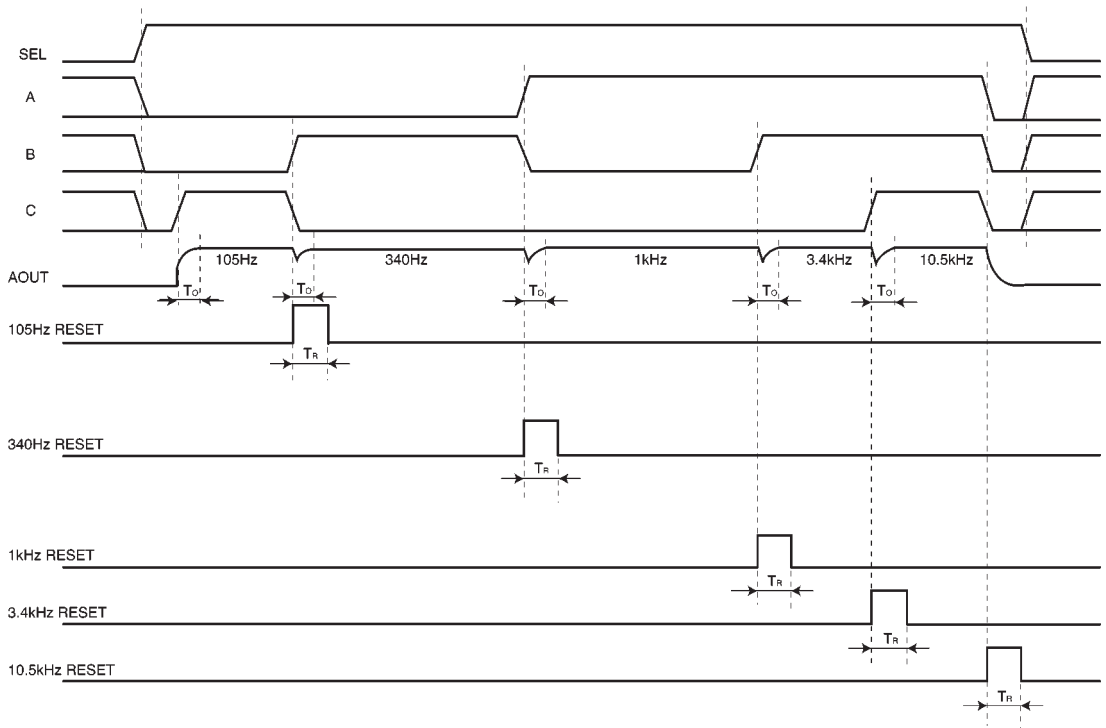 SEL
A
B
C
AOUT
105Hz
340Hz
1kHz
3.4kHz
10.5kHz
To
To
To
To
To
105Hz RESET
TR
340Hz RESET
TR
1kHz RESET
TR
3.4kHz RESET
TR
10.5kHz RESET
TR